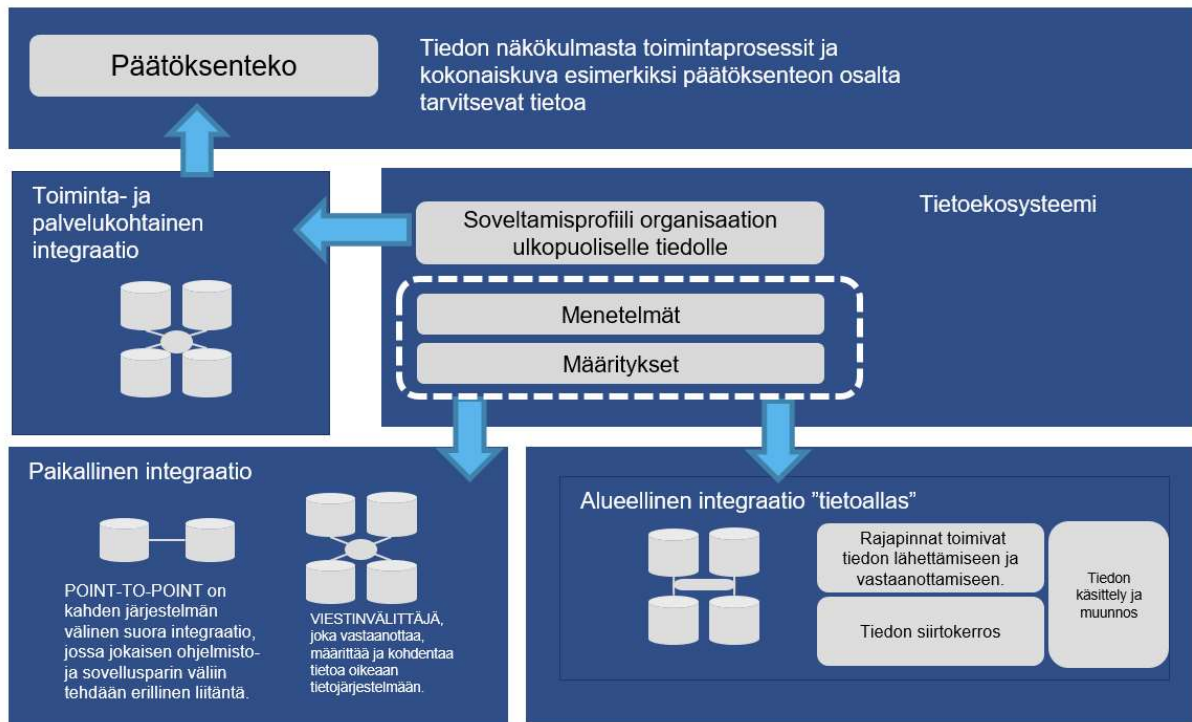 Päätöksenteko
Tiedon näkökulmasta toimintaprosessit ja
kokonaiskuva esimerkiksi päätöksenteon osalta
tarvitsevat tietoa
Toiminta- ja
palvelukohtainen
integraatio
Tietoekosysteemi
Soveltamisprofiili organisaation
ulkopuoliselle tiedolle
Menetelmät
Määritykset
Paikallinen integraatio
POINT-TO-POINT on
kahden järjestelmän
välinen suora integraatio,
jossa jokaisen ohjelmisto-
ja sovellusparin väliin
tehdään erillinen liitäntä.
VIESTINVÄLITTÄJÄ,
joka vastaanottaa,
määrittää ja kohdentaa
tietoa oikeaan
tietojärjestelmään.
Alueellinen integraatio ”tietoallas”
Rajapinnat toimivat
tiedon lähettämiseen ja
vastaanottamiseen.
Tiedon siirtokerros
Tiedon
käsittely ja
muunnos